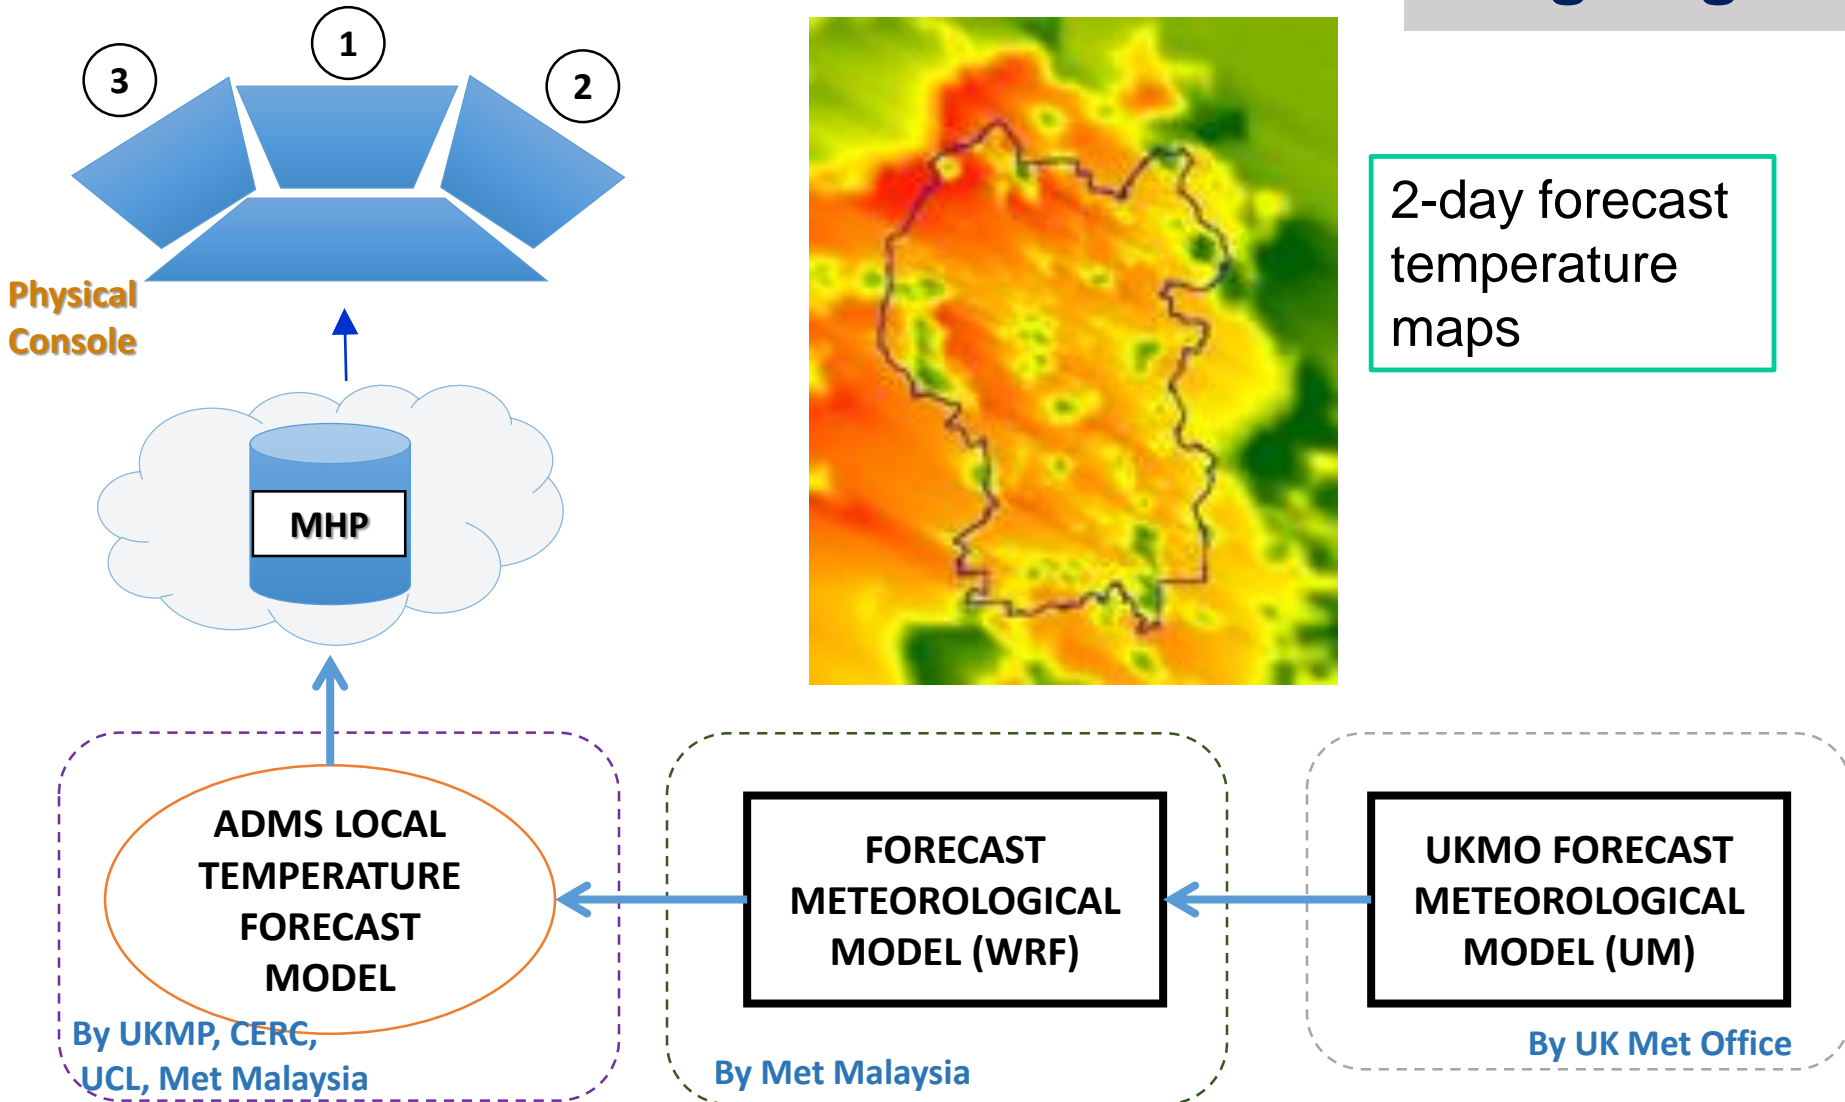 3
1
2
Physical
Console
MHP
2-day forecast
temperature
maps
ADMS LOCAL
TEMPERATURE
FORECAST
MODEL
By UKMP, CERC,
UCL, Met Malaysia
FORECAST
METEOROLOGICAL
MODEL (WRF)
By Met Malaysia
UKMO FORECAST
METEOROLOGICAL
MODEL (UM)
By UK Met Office